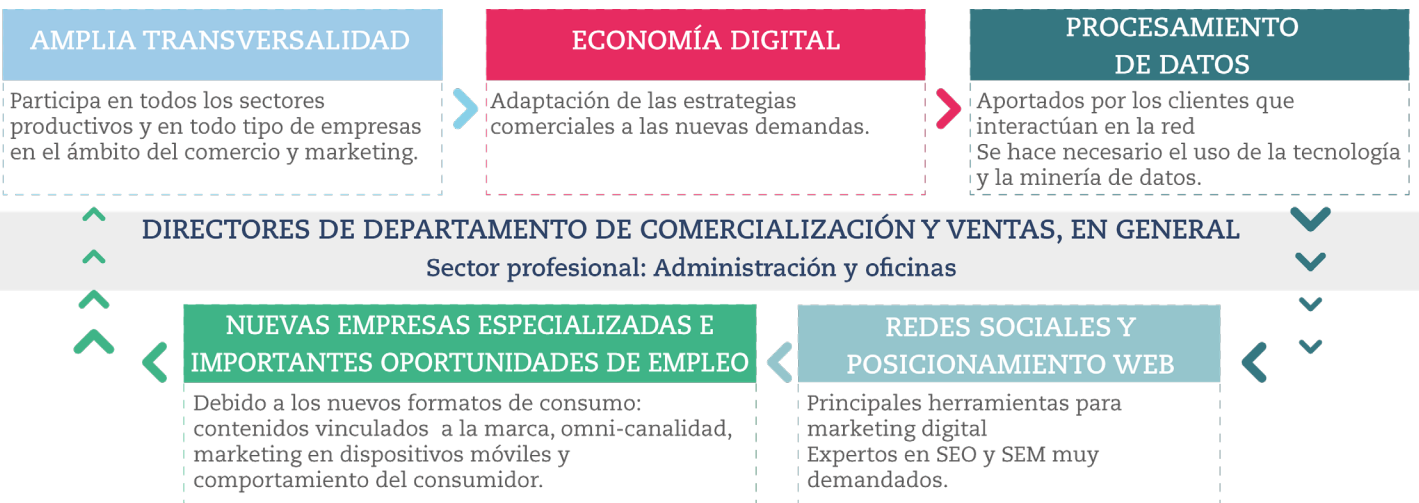 AMPLIA TRANSVERSALIDAD
Participa en todos los sectores
productivos y en todo tipo de empresas
en el ámbito del comercio y marketing.
ECONOMÍA DIGITAL
Adaptación de las estrategias
comerciales a las nuevas demandas.
PROCESAMIENTO
DE DATOS
Aportados por los clientes que
interactúan en la red
Se hace necesario el uso de la tecnología
y la minería de datos.
DIRECTORES DE DEPARTAMENTO DE COMERCIALIZACIÓN Y VENTAS, EN GENERAL
Sector profesional: Administración y oficinas
REDES SOCIALES Y
POSICIONAMIENTO WEB
Principales herramientas para
marketing digital
Expertos en SEO y SEM muy
demandados.
NUEVAS EMPRESAS ESPECIALIZADAS E
IMPORTANTES OPORTUNIDADES DE EMPLEO
Debido a los nuevos formatos de consumo:
contenidos vinculados a la marca, omni-canalidad,
marketing en dispositivos móviles y
comportamiento del consumidor.